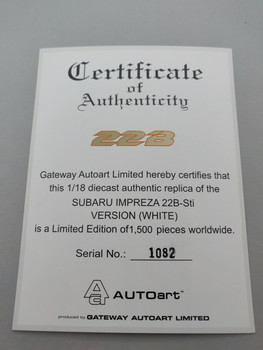 Certificate
of
Authenticity
22B
Gateway Autoart Limited hereby certifies that
this 1/18 diecast authentic replica of the
SUBARU IMPREZA 22B-Sti
VERSION (WHITE)
is a Limited Edition of1,500 pieces worldwide.
Serial No.: 1082
Aa AUTOart™
produced by GATEWAY AUTOART LIMITED